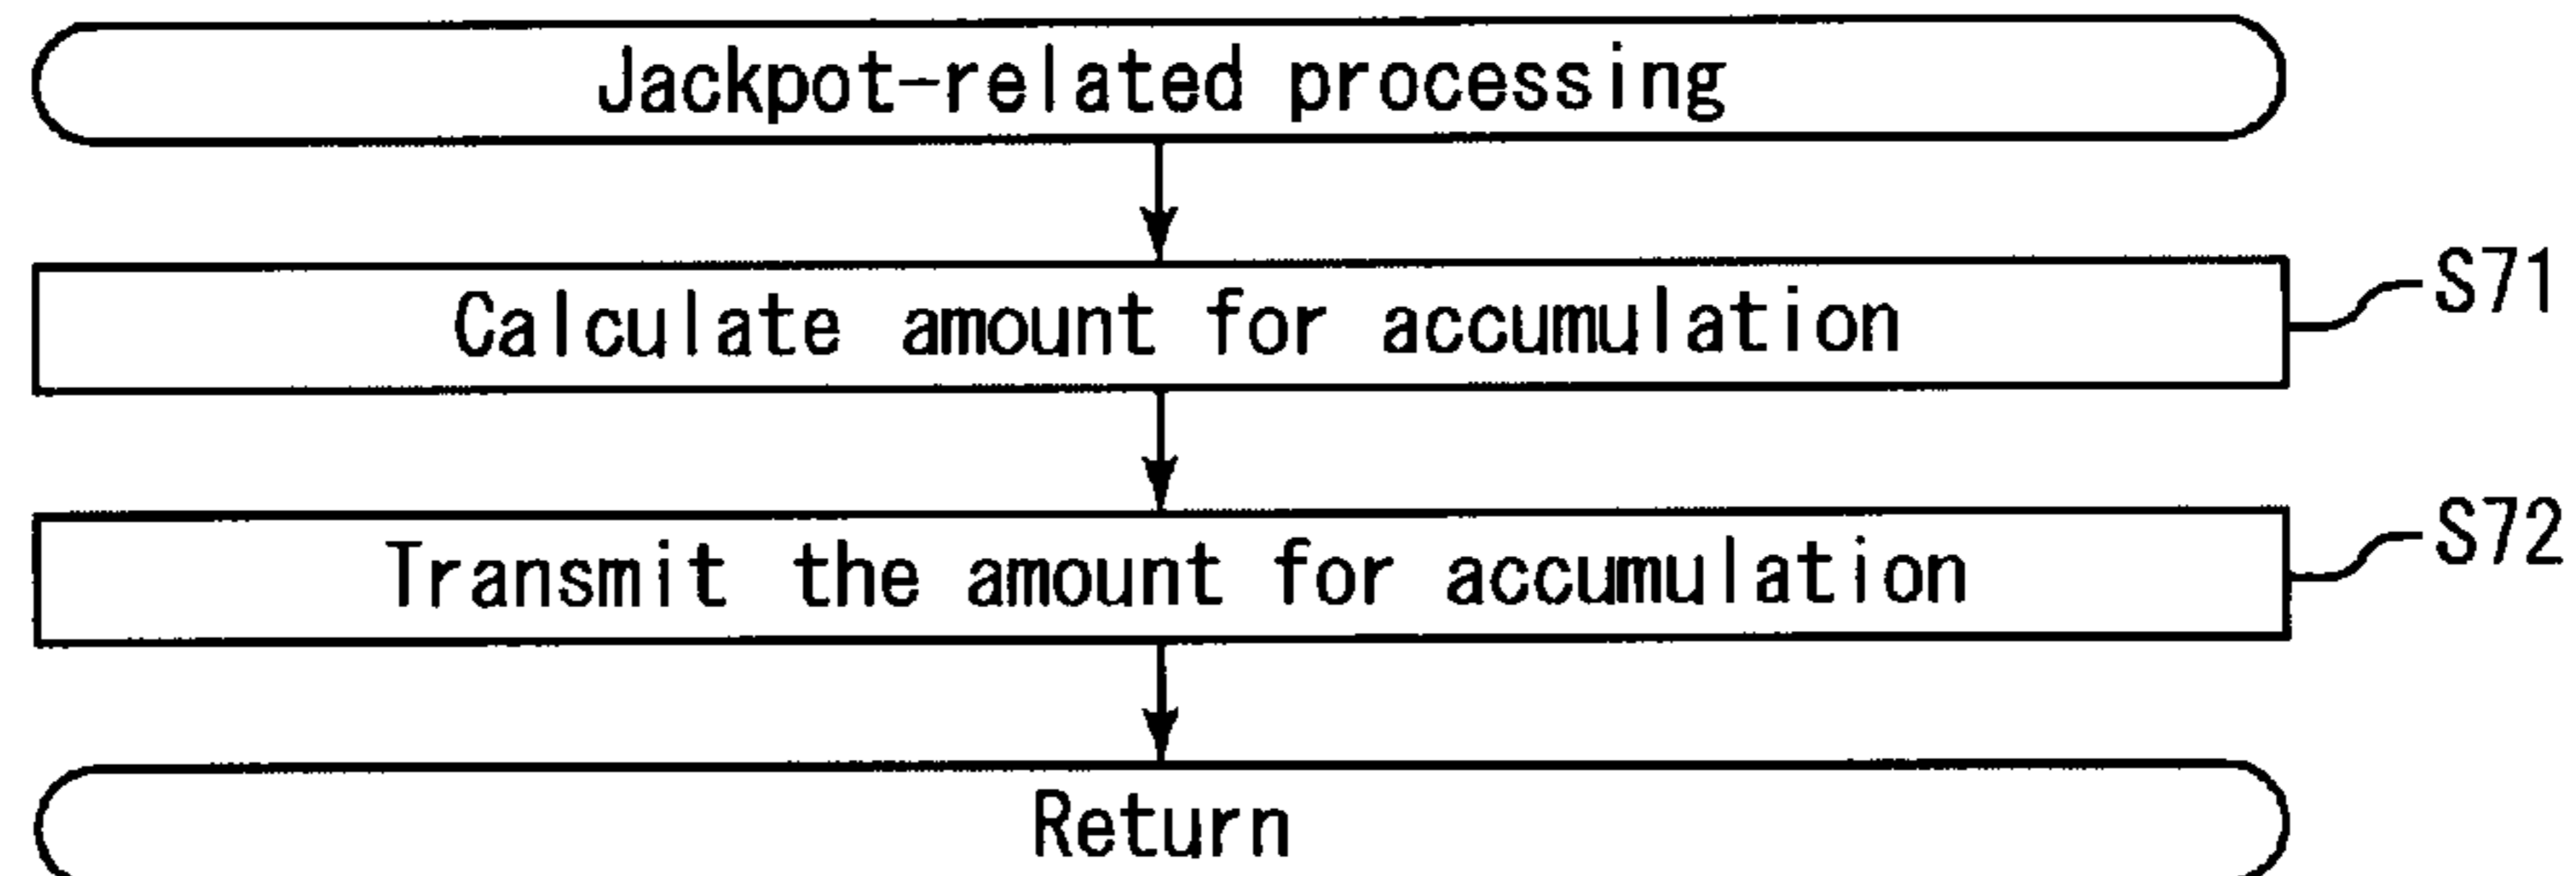 Jackpot-related processing
Calculate amount for accumulation
S71
Transmit the amount for accumulation
S72
Return